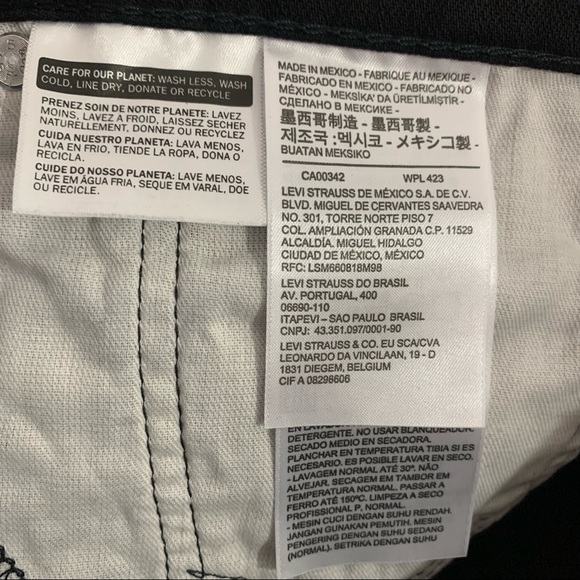 CARE FOR OUR PLANET: WASH LESS, WASH
COLD, LINE DRY, DONATE OR RECYCLE
PRENEZ SOIN DE NOTRE PLANETE: LAVEZ
MOINS, LAVEZ A FROID, LAISSEZ SECHER
NATURELLEMENT, DONNEZ OU RECYCLEZ
CUIDA NUESTRO PLANETA: LAVA MENOS,
LAVA EN FRIO, TIENDE LA ROPA, DONA O
RECICLA.
CUIDE DO NOSSO PLANETA: LAVE MENOS,
LAVE EM ÁGUA FRIA, SEQUE EM VARAL, DOE
OU RECICLE.
MADE IN MEXICO - FABRIQUE AU MEXIQUE -
FABRICADO EN MEXICO - FABRICADO NO
MÉXICO - MEKSİKA' DA ÜRETİLMİŞTİR -
СДЕЛАНО В МЕКСИКЕ -
墨西哥制造 - 墨西哥製 -
제조국 :멕시코 - メキシコ製 -
BUATAN MEKSIKO
CA00342 WPL 423
LEVI STRAUSS DE MÉXICO S.A. DE C.V.
BLVD. MIGUEL DE CERVANTES SAAVEDRA
NO. 301, TORRE NORTE PISO 7
COL. AMPLIACIÓN GRANADA C.P. 11529
ALCALDÍA. MIGUEL HIDALGO
CIUDAD DE MÉXICO, MÉXICO
RFC: LSM660818M98
LEVI STRAUSS DO BRASIL
AV. PORTUGAL, 400
06690-110
ITAPEVI – SAO PAULO BRASIL
CNPJ: 43.351.097/0001-90
LEVI STRAUSS & CO. EU SCA/CVA
LEONARDO DA VINCILAAN, 19 - D
1831 DIEGEM, BELGIUM
CIF A 08298606
DETERGENTE. NO USAR BLANQUEADOR.
SECADO MEDIO EN SECADORA.
PLANCHAR EN TEMPERATURA TIBIA SI ES
NECESARIO. ES POSIBLE LAVAR EN SECO.
- LAVAGEM NORMAL ATÉ 30º. NÃO
ALVEJAR. SECAGEM EM TAMBOR EM
TEMPERATURA NORMAL. PASSAR A
FERRO ATÉ 150ºC. LIMPEZA A SECO
PROFISSIONAL P. NORMAL.
- MESIN CUCI DENGAN SUHU RENDAH.
JANGAN GUNAKAN PEMUTIH. MESIN
PENGERING DENGAN SUHU SEDANG
(NORMAL). SETRIKA DENGAN SUHU